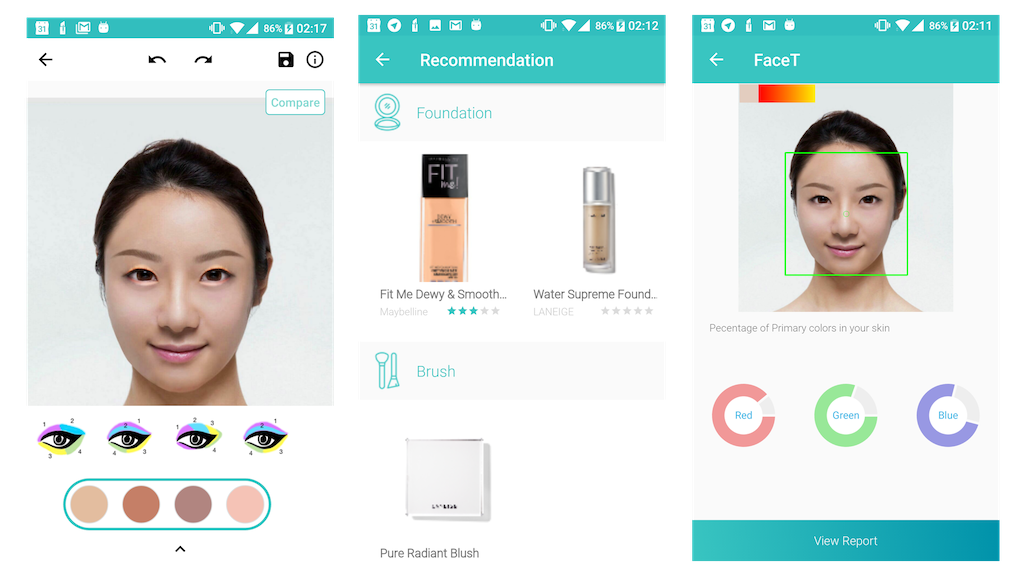 31
86%
02:17
Compare
1
2
3
4
2
1
4
3
1
2
3
4
2
1
4
3
31
86%
02:12
Recommendation
Foundation
FIT
me!
Fit Me Dewy & Smooth...
Maybelline
Water Supreme Found..
LANEIGE
Brush
Pure Radiant Blush
31
86%
02:11
FaceT
Pecentage of Primary colors in your skin
Red
Green
Blue
View Report